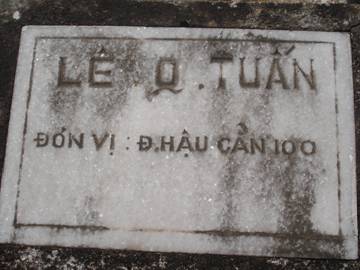 LÊ Q. TUẤN
ĐƠN VỊ : Đ.HẬU CẦN 100